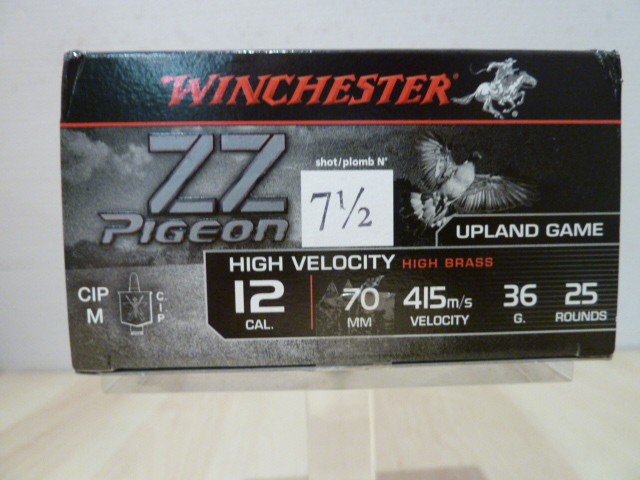 WINCHESTER
ZZ
PIGEON
shot/plomb N°
7½
UPLAND GAME
HIGH VELOCITY HIGH BRASS
CIP
M
C.I.P
12
CAL.
70
MM
415m/s
VELOCITY
36
G.
25
ROUNDS